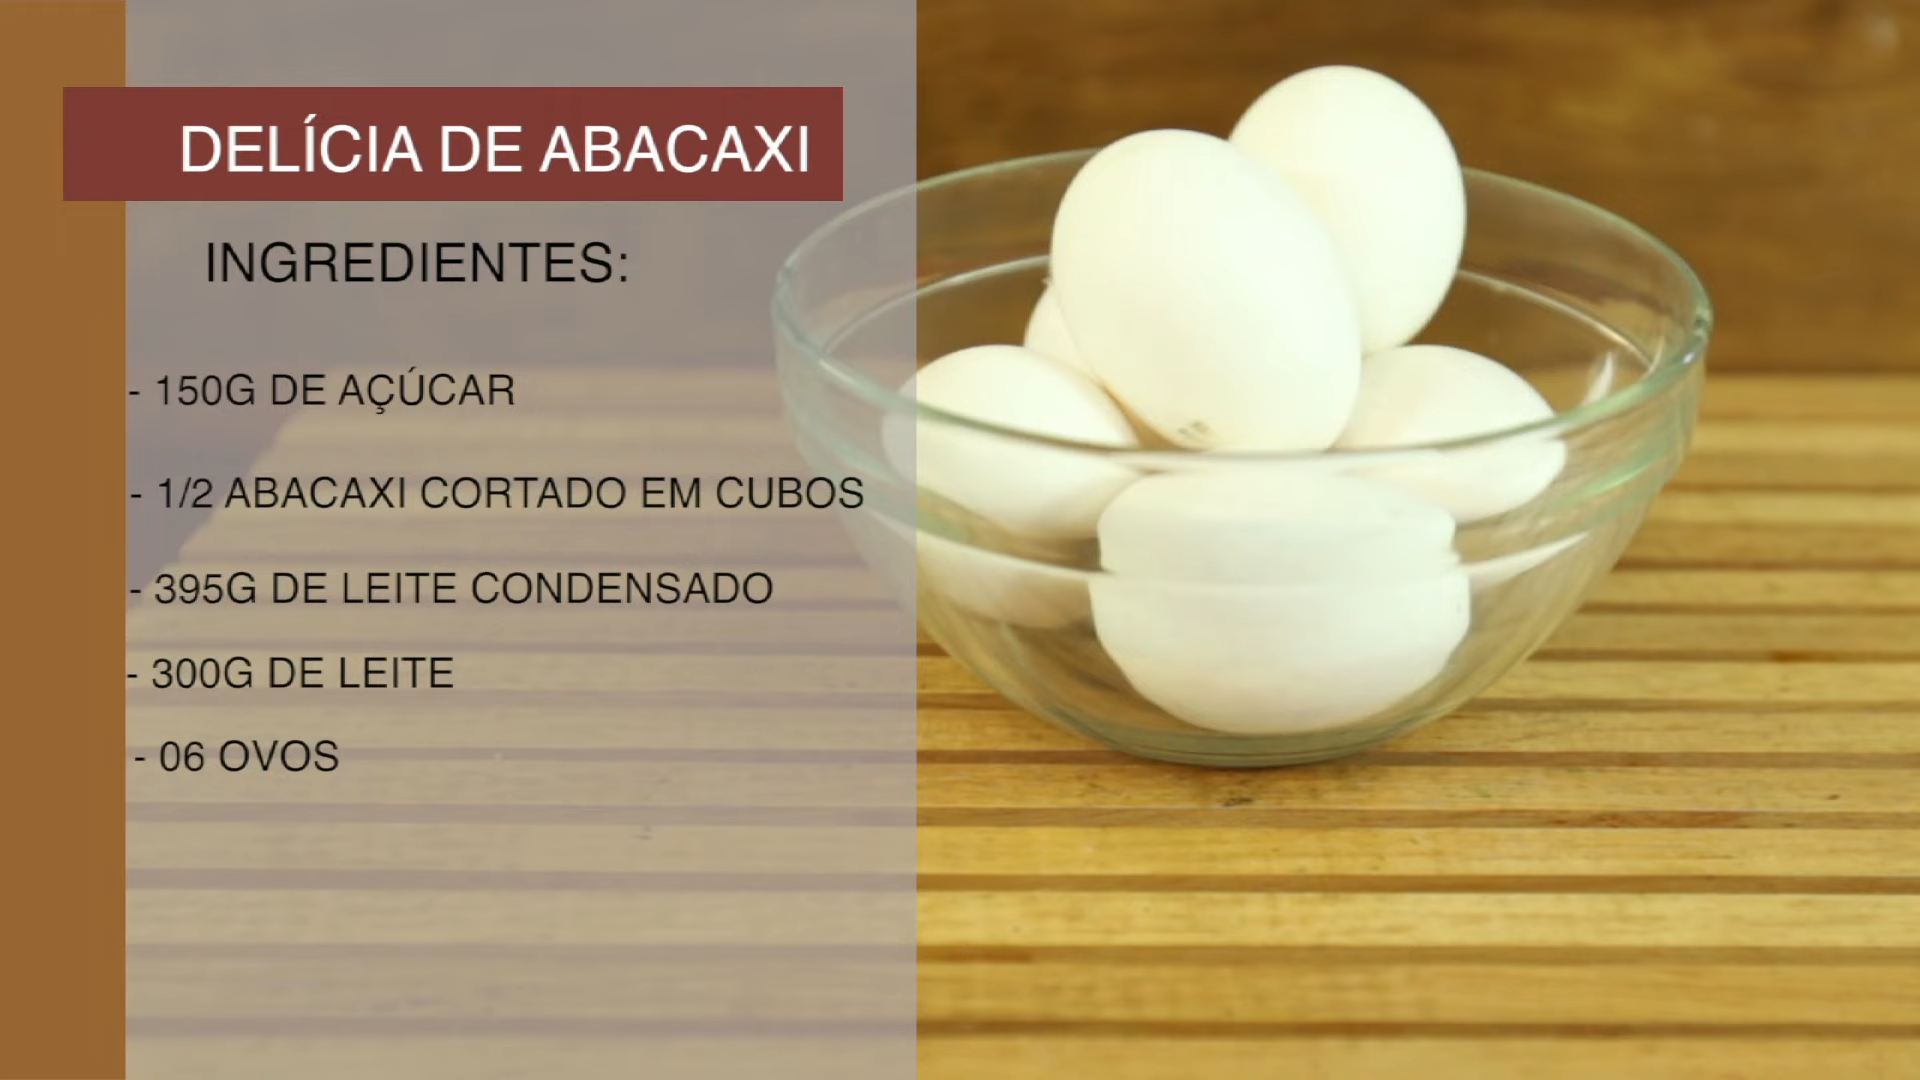 DELÍCIA DE ABACAXI
INGREDIENTES:
- 150G DE AÇÚCAR
- 1/2 ABACAXI CORTADO EM CUBOS
- 395G DE LEITE CONDENSADO
- 300G DE LEITE
- 06 OVOS